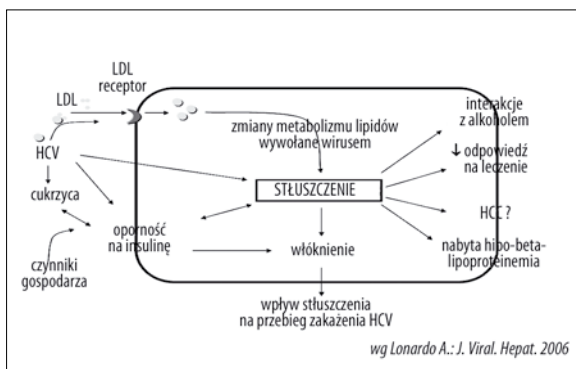 LDL
receptor
LDL
HCV
cukrzyca
czynniki
gospodarza
oporność
na insulinę
zmiany metabolizmu lipidów
wywołane wirusem
STŁUSZCZENIE
włóknienie
wpływ stłuszczenia
na przebieg zakażenia HCV
interakcje
z alkoholem
↓ odpowiedź
na leczenie
HCC ?
nabyta hipo-beta-
lipoproteinemia
wg Lonardo A.: J. Viral. Hepat. 2006